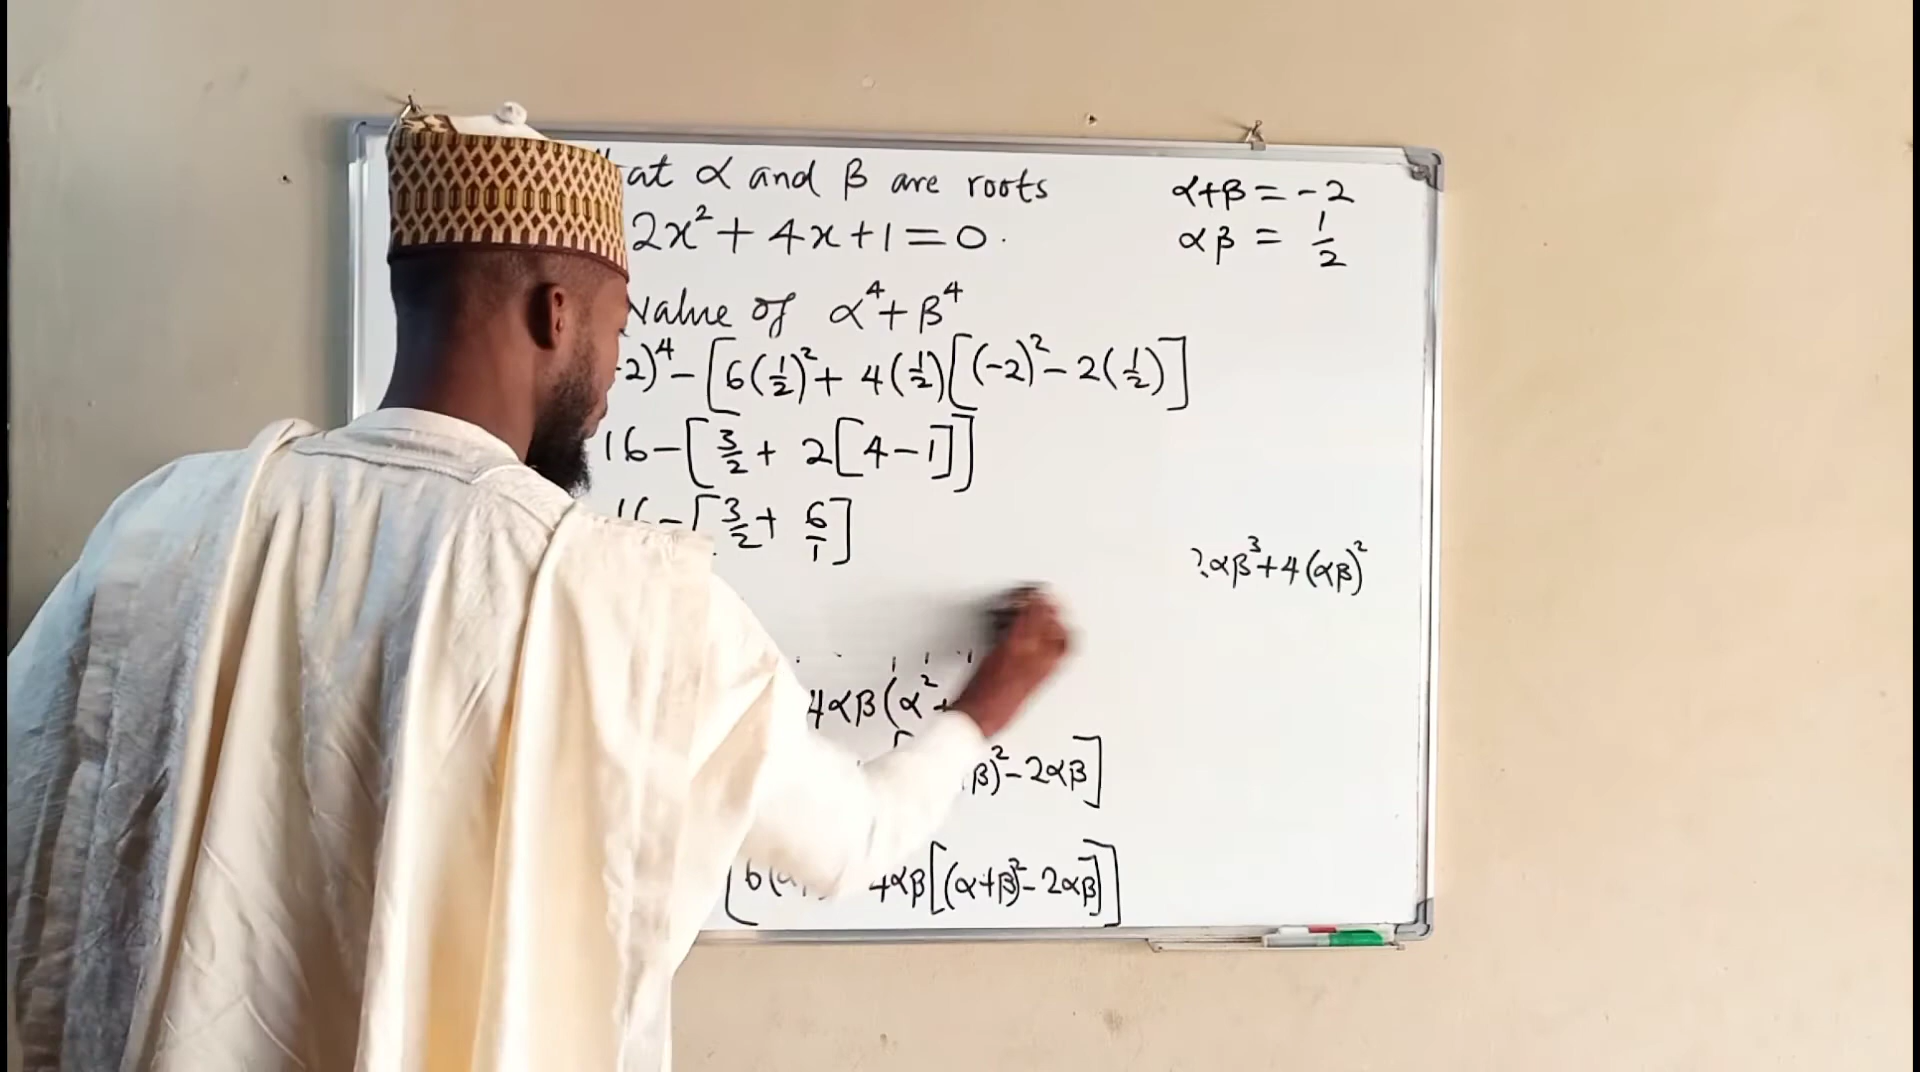 at α and β are roots
2x² + 4x + 1 = 0.
value of α⁴ + β⁴
2)⁴ - [6(1/2)² + 4(1/2)[(-2)² - 2(1/2)]
16 - [3/2 + 2[4 - 1]]
16 - [3/2 + 6/1]
4αβ(α² +
β)² - 2αβ]
[6(α 4αβ[(α+β)² - 2αβ]]
α+β = -2
αβ = 1/2
αβ³ + 4(αβ)²